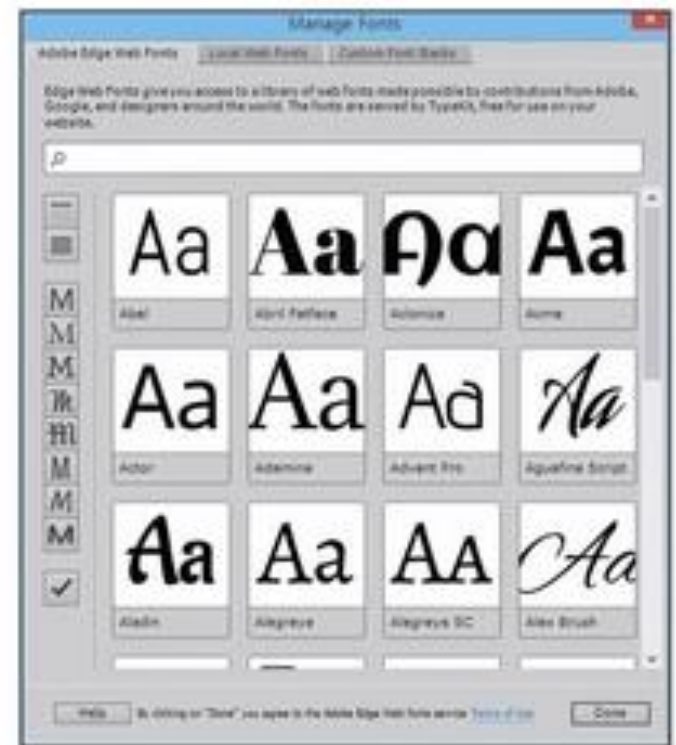 Manage Fonts
Adobe Edge Web Fonts Local Web Fonts Custom Font Stacks
Edge Web Fonts give you access to a library of web fonts made possible by contributions from Adobe,
Google, and designers around the world. The fonts are served by TypeKit, free for use on your
website.
Aa Aa Aa Aa
Abel Abril Fatface Aclonica Acme
M
M
M
M
M
M
M
M
Aa Aa Aa Aa
Actor Adamina Advent Pro Aguafina Script
Aa Aa Aa Aa
Aladin Alegreya Alegreya SC Alex Brush
Help By clicking on "Done" you agree to the Adobe Edge Web Fonts service Terms of Use Done